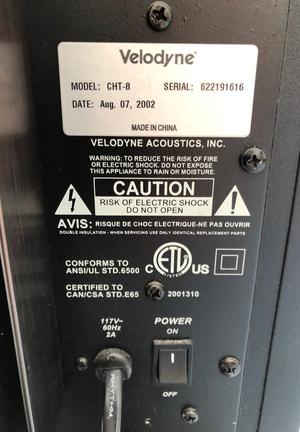 Velodyne®
MODEL: CHT-8 SERIAL: 622191616
DATE: Aug. 07, 2002
MADE IN CHINA
VELODYNE ACOUSTICS, INC.
WARNING: TO REDUCE THE RISK OF FIRE
OR ELECTRIC SHOCK, DO NOT EXPOSE
THIS APPLIANCE TO RAIN OR MOISTURE.
CAUTION
RISK OF ELECTRIC SHOCK
DO NOT OPEN
AVIS: RISQUE DE CHOC ELECTRIQUE-NE PAS OUVRIR
DOUBLE INSULATION - WHEN SERVICING USE ONLY IDENTICAL REPLACEMENT PARTS
CONFORMS TO
ANSI/UL STD.6500
C ETL US
LISTED
CERTIFIED TO
CAN/CSA STD.E65 2001310
117V~
60Hz
2A
POWER
ON
I
OFF